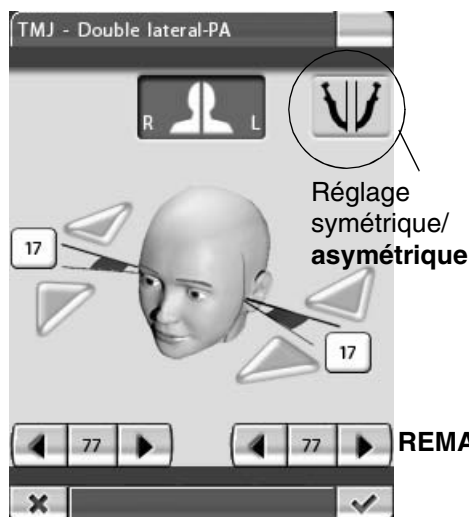 TMJ - Double lateral-PA
R L
Réglage
symétrique/
asymétrique
17
17
77 77 REMA